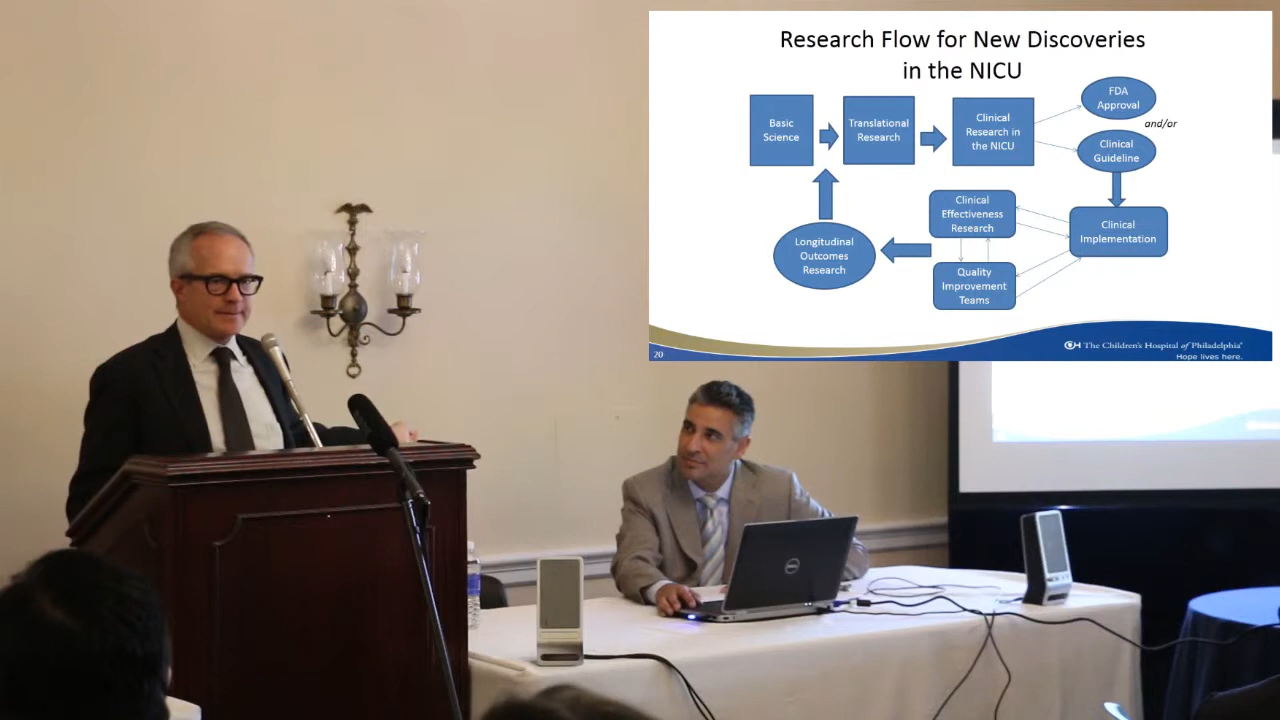 Research Flow for New Discoveries
in the NICU
Basic
Science
Translational
Research
Clinical
Research in
the NICU
FDA
Approval
and/or
Clinical
Guideline
Clinical
Effectiveness
Research
Clinical
Implementation
Longitudinal
Outcomes
Research
Quality
Improvement
Teams
20
The Children's Hospital of Philadelphia®
Hope lives here.
DELL